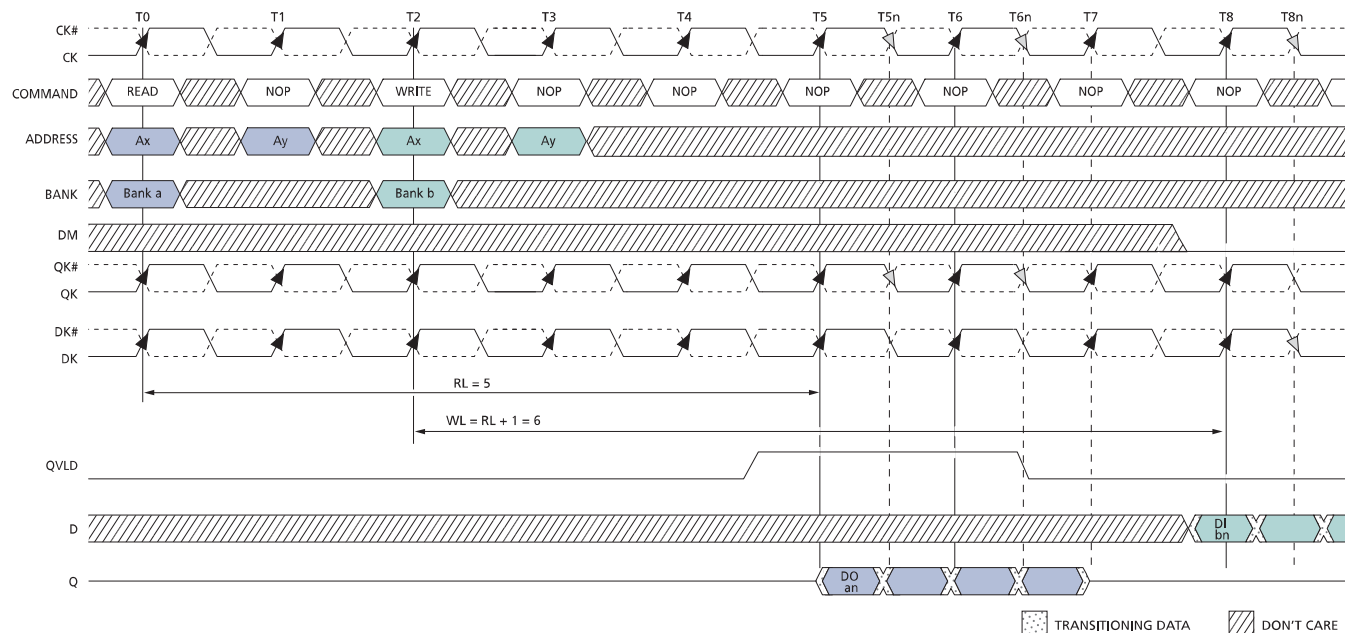 T0 T1 T2 T3 T4 T5 T5n T6 T6n T7 T8 T8n
CK#
CK
COMMAND READ NOP WRITE NOP NOP NOP NOP NOP NOP
ADDRESS Ax Ay Ax Ay
BANK Bank a Bank b
DM
QK#
QK
DK#
DK
RL = 5
WL = RL + 1 = 6
QVLD
D DI
bn
Q DO
an
TRANSITIONING DATA DON'T CARE